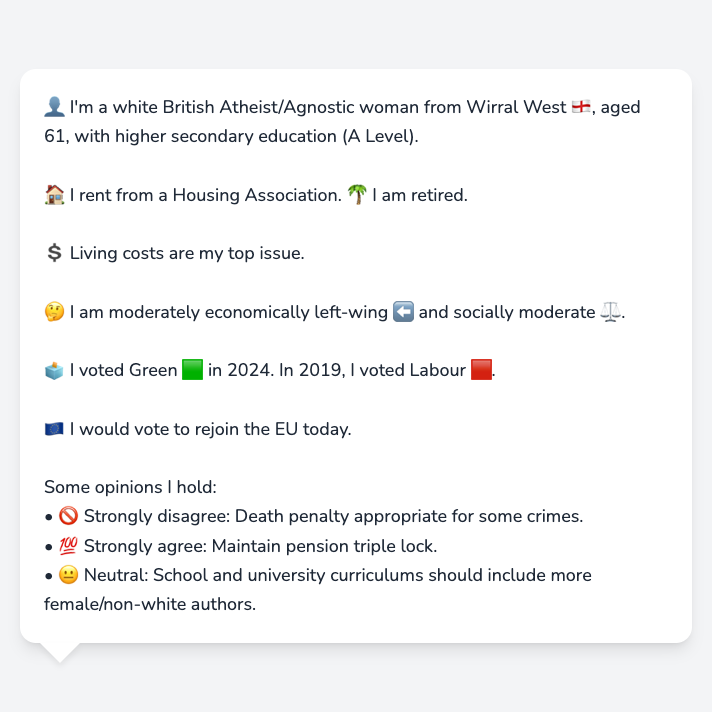 👤 I'm a white British Atheist/Agnostic woman from Wirral West 🏴󠁧󠁢󠁥󠁮󠁧󠁿, aged
61, with higher secondary education (A Level).
🏠 I rent from a Housing Association. 🌴 I am retired.
💲 Living costs are my top issue.
🤔 I am moderately economically left-wing ⬅️ and socially moderate ⚖️.
🗳️ I voted Green 🟩 in 2024. In 2019, I voted Labour 🟥.
🇪🇺 I would vote to rejoin the EU today.
Some opinions I hold:
• 🚫 Strongly disagree: Death penalty appropriate for some crimes.
• 💯 Strongly agree: Maintain pension triple lock.
• 😐 Neutral: School and university curriculums should include more
female/non-white authors.